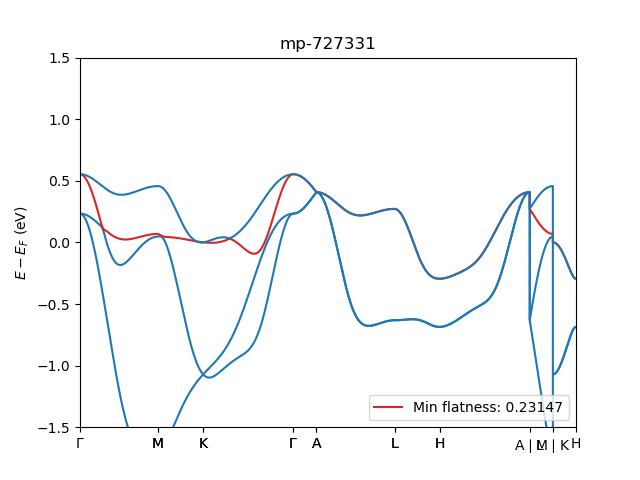 mp-727331
1.5
1.0
0.5
0.0
−0.5
−1.0
−1.5
E − E_F (eV)
Min flatness: 0.23147
Γ M K Γ A L H A | L M | K H